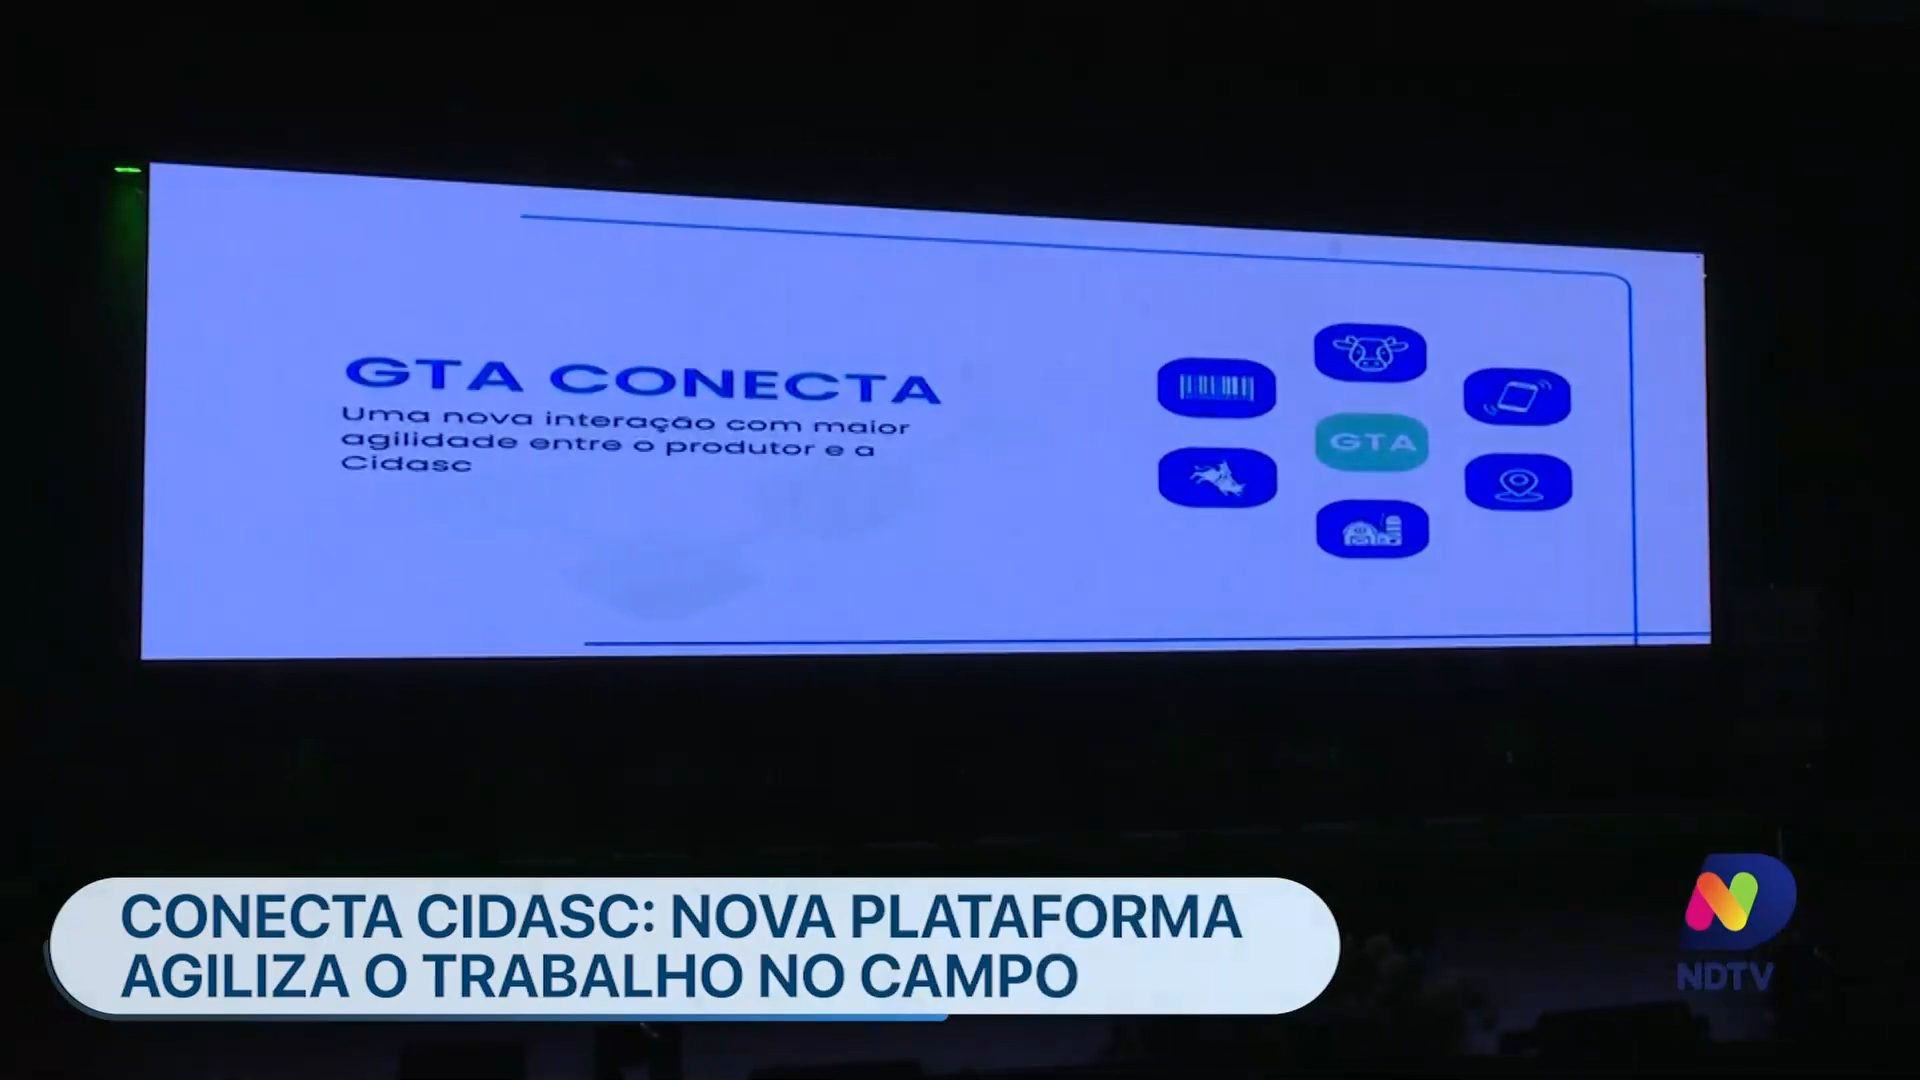 GTA CONECTA
Uma nova interação com maior
agilidade entre o produtor e a
Cidasc
GTA
CONECTA CIDASC: NOVA PLATAFORMA
AGILIZA O TRABALHO NO CAMPO
NDTV